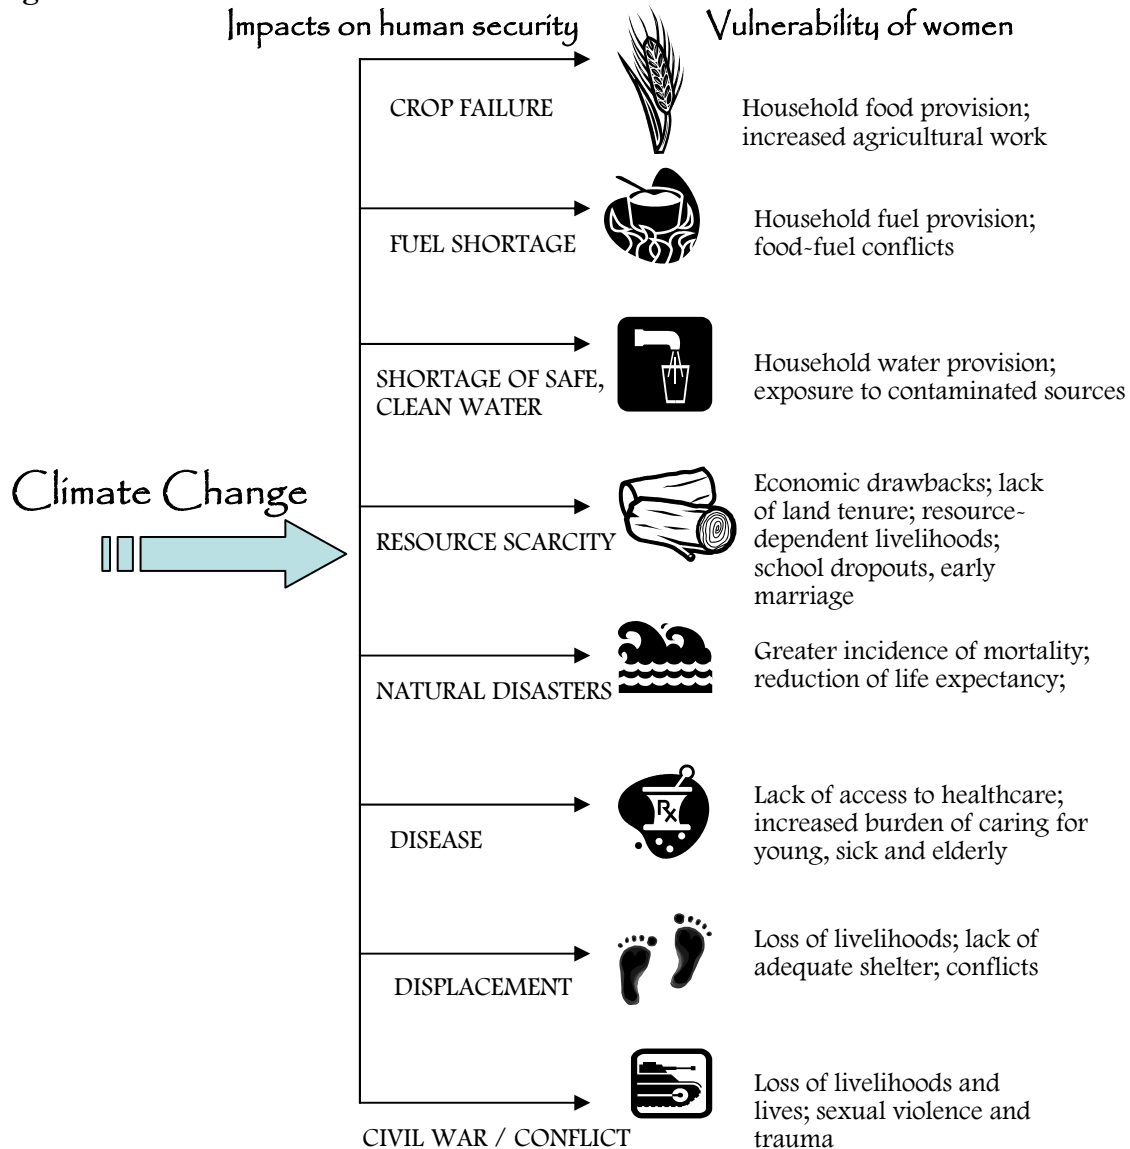 Impacts on human security
Vulnerability of women
CROP FAILURE
Household food provision;
increased agricultural work
FUEL SHORTAGE
Household fuel provision;
food-fuel conflicts
SHORTAGE OF SAFE,
CLEAN WATER
Household water provision;
exposure to contaminated sources
Climate Change
RESOURCE SCARCITY
Economic drawbacks; lack
of land tenure; resource-
dependent livelihoods;
school dropouts, early
marriage
NATURAL DISASTERS
Greater incidence of mortality;
reduction of life expectancy;
DISEASE
Rx
Lack of access to healthcare;
increased burden of caring for
young, sick and elderly
DISPLACEMENT
Loss of livelihoods; lack of
adequate shelter; conflicts
CIVIL WAR / CONFLICT
Loss of livelihoods and
lives; sexual violence and
trauma